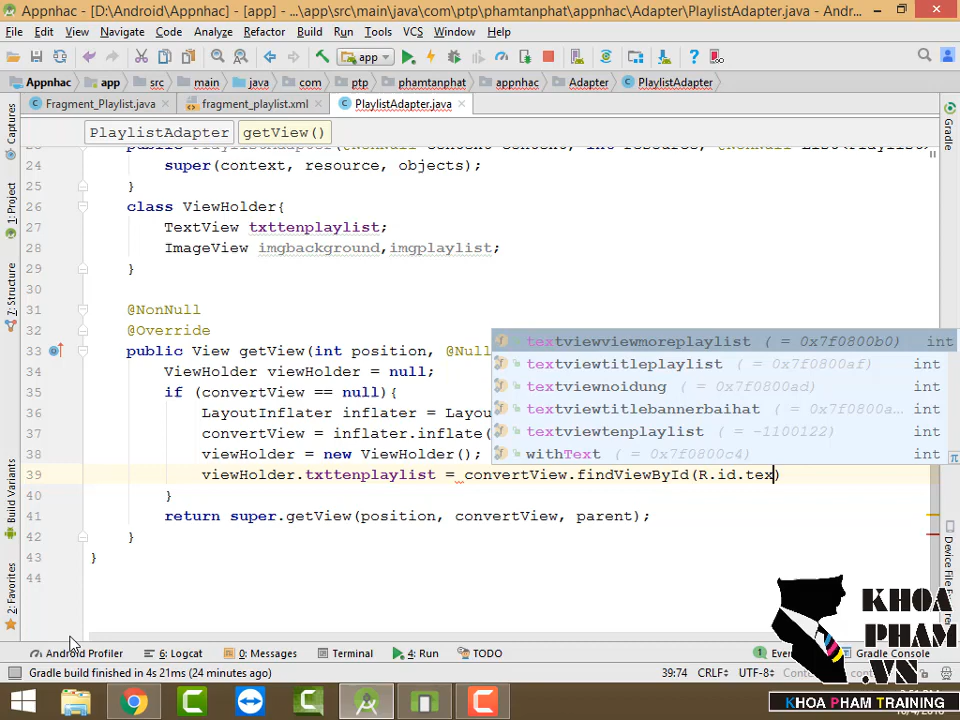 Appnhac - [D:\Android\Appnhac] - [app] - ...\app\src\main\java\com\ptp\phamtanphat\appnhac\Adapter\PlaylistAdapter.java - Andro...
File Edit View Navigate Code Analyze Refactor Build Run Tools VCS Window Help
app
Appnhac app src main java com ptp phamtanphat appnhac Adapter PlaylistAdapter
Fragment_Playlist.java fragment_playlist.xml PlaylistAdapter.java
PlaylistAdapter getView()
24 super(context, resource, objects);
25 }
26 class ViewHolder{
27 TextView txttenplaylist;
28 ImageView imgbackground,imgplaylist;
29 }
30
31 @NonNull
32 @Override
33 public View getView(int position, @Null
34 ViewHolder viewHolder = null;
35 if (convertView == null){
36 LayoutInflater inflater = Layou
37 convertView = inflater.inflate(
38 viewHolder = new ViewHolder();
39 viewHolder.txttenplaylist = convertView.findViewById(R.id.tex)
40 }
41 return super.getView(position, convertView, parent);
42 }
43 }
44
textviewviewmoreplaylist ( = 0x7f0800b0) int
textviewtitleplaylist ( = 0x7f0800af) int
textviewnoidung ( = 0x7f0800ad) int
textviewtitlebannerbaihat ( = 0x7f0800a... int
textviewtenplaylist ( = -1100122) int
withText ( = 0x7f0800c4) int
π
Captures
1: Project
7: Structure
Build Variants
2: Favorites
Gradle
Device File
Android Profiler 6: Logcat 0: Messages Terminal 4: Run TODO Gradle Console
Gradle build finished in 4s 21ms (24 minutes ago) 39:74 CRLF÷ UTF-8÷
KHOA
PHAM
.VN
KHOA PHAM TRAINING